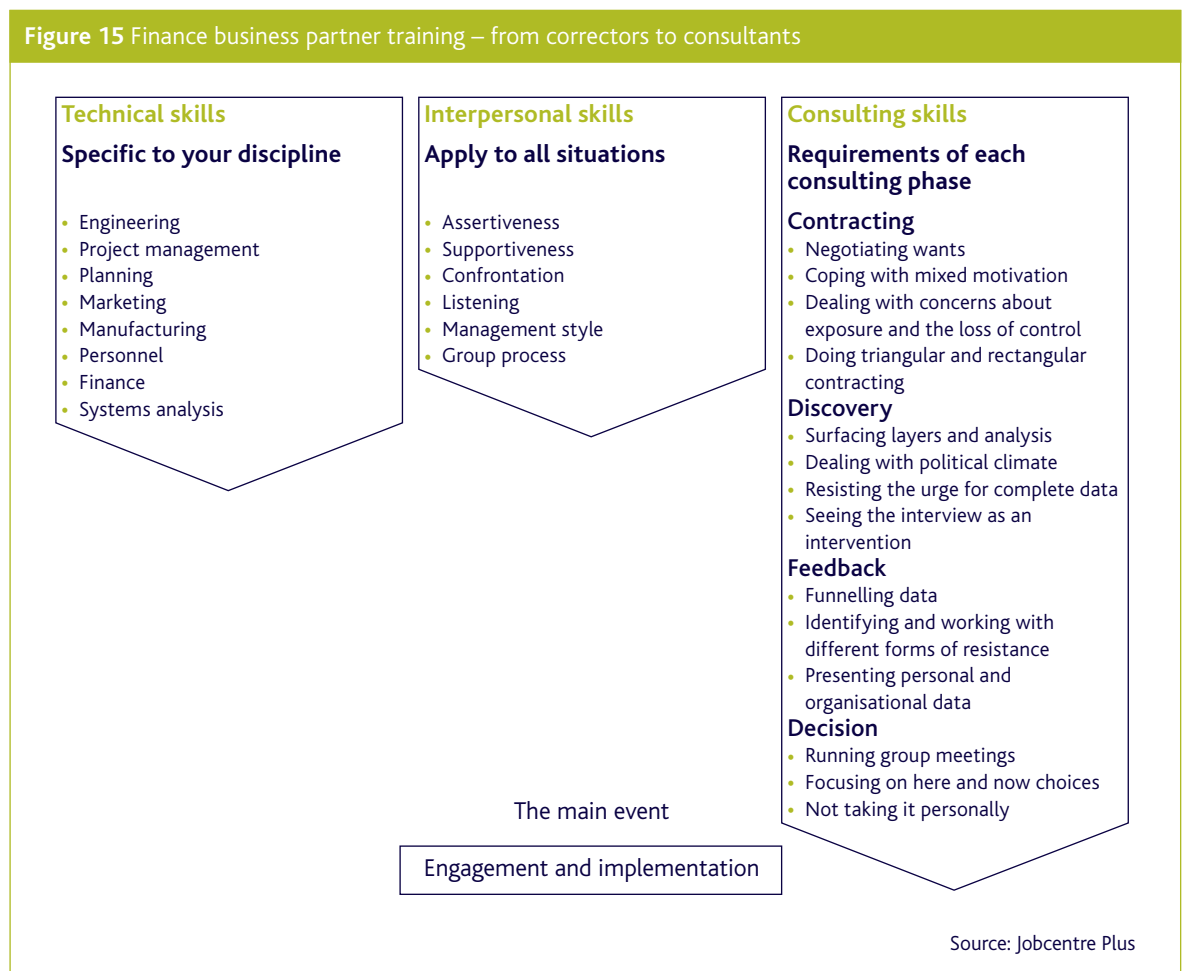 Figure 15 Finance business partner training – from correctors to consultants
Technical skills
Specific to your discipline
• Engineering
• Project management
• Planning
• Marketing
• Manufacturing
• Personnel
• Finance
• Systems analysis
Interpersonal skills
Apply to all situations
• Assertiveness
• Supportiveness
• Confrontation
• Listening
• Management style
• Group process
Consulting skills
Requirements of each
consulting phase
Contracting
• Negotiating wants
• Coping with mixed motivation
• Dealing with concerns about
exposure and the loss of control
• Doing triangular and rectangular
contracting
Discovery
• Surfacing layers and analysis
• Dealing with political climate
• Resisting the urge for complete data
• Seeing the interview as an
intervention
Feedback
• Funnelling data
• Identifying and working with
different forms of resistance
• Presenting personal and
organisational data
Decision
• Running group meetings
• Focusing on here and now choices
• Not taking it personally
The main event
Engagement and implementation
Source: Jobcentre Plus